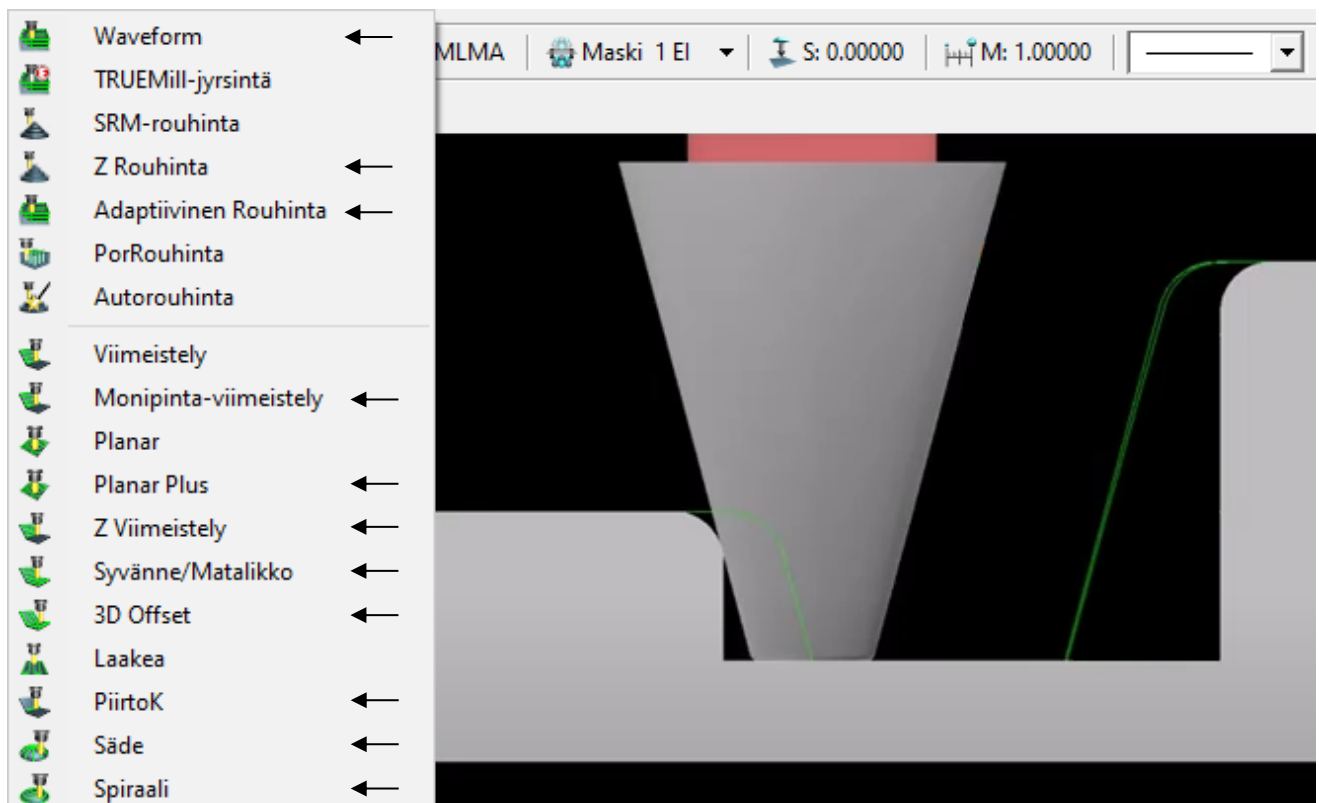 Waveform
TRUEMill-jyrsintä
SRM-rouhinta
Z Rouhinta
Adaptiivinen Rouhinta
PorRouhinta
Autorouhinta
Viimeistely
Monipinta-viimeistely
Planar
Planar Plus
Z Viimeistely
Syvänne/Matalikko
3D Offset
Laakea
PiirtoK
Säde
Spiraali
MLMA Maski 1 El S: 0.00000 M: 1.00000